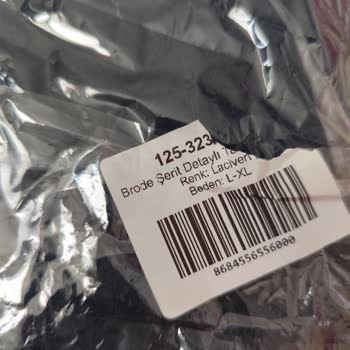 125-323
Brode Şerit Detaylı
Renk: Lacivert
Beden: L-XL
8684556556000